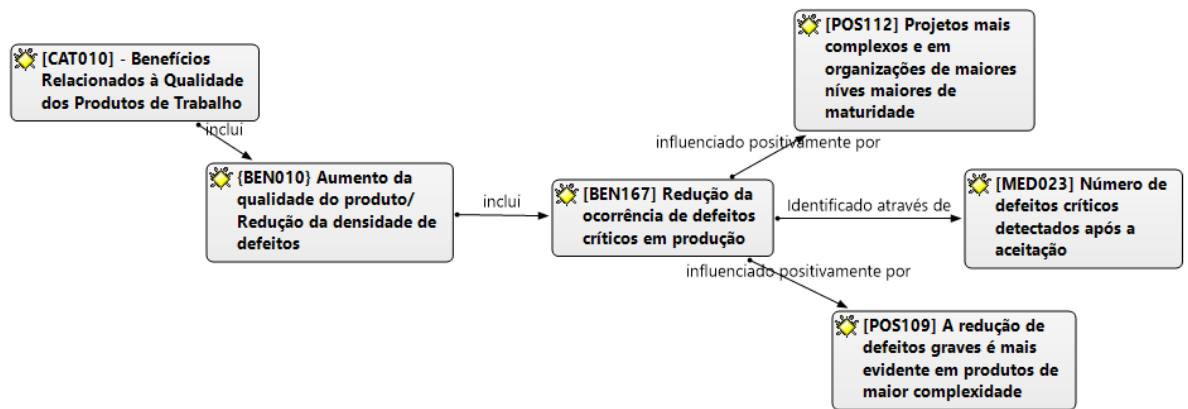 [CAT010] - Benefícios
Relacionados à Qualidade
dos Produtos de Trabalho
inclui
{BEN010} Aumento da
qualidade do produto/
Redução da densidade de
defeitos
inclui
[BEN167] Redução da
ocorrência de defeitos
críticos em produção
influenciado positivamente por
[POS112] Projetos mais
complexos e em
organizações de maiores
níves maiores de
maturidade
Identificado através de
[MED023] Número de
defeitos críticos
detectados após a
aceitação
influenciado positivamente por
[POS109] A redução de
defeitos graves é mais
evidente em produtos de
maior complexidade